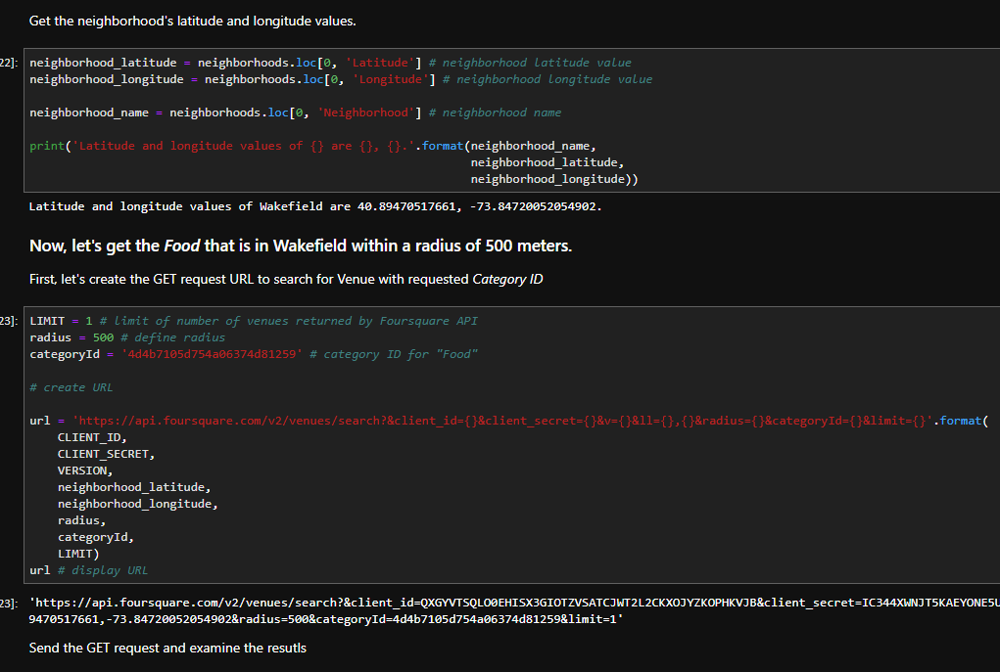 Get the neighborhood's latitude and longitude values.
22]:
neighborhood_latitude = neighborhoods.loc[0, 'Latitude'] # neighborhood latitude value
neighborhood_longitude = neighborhoods.loc[0, 'Longitude'] # neighborhood longitude value
neighborhood_name = neighborhoods.loc[0, 'Neighborhood'] # neighborhood name
print('Latitude and longitude values of {} are {}, {}.'.format(neighborhood_name,
neighborhood_latitude,
neighborhood_longitude))
Latitude and longitude values of Wakefield are 40.89470517661, -73.84720052054902.
Now, let's get the Food that is in Wakefield within a radius of 500 meters.
First, let's create the GET request URL to search for Venue with requested Category ID
23]:
LIMIT = 1 # limit of number of venues returned by Foursquare API
radius = 500 # define radius
categoryId = '4d4b7105d754a06374d81259' # category ID for "Food"
# create URL
url = 'https://api.foursquare.com/v2/venues/search?&client_id={}&client_secret={}&v={}&ll={},{}&radius={}&categoryId={}&limit={}'.format(
CLIENT_ID,
CLIENT_SECRET,
VERSION,
neighborhood_latitude,
neighborhood_longitude,
radius,
categoryId,
LIMIT)
url # display URL
23]:
'https://api.foursquare.com/v2/venues/search?&client_id=QXGYVTSQLO0EHISX3GIOTZVSATCJWT2L2CKXOJYZKOPHKVJB&client_secret=IC344XWNJT5KAEYONE5U
9470517661,-73.84720052054902&radius=500&categoryId=4d4b7105d754a06374d81259&limit=1'
Send the GET request and examine the resutls